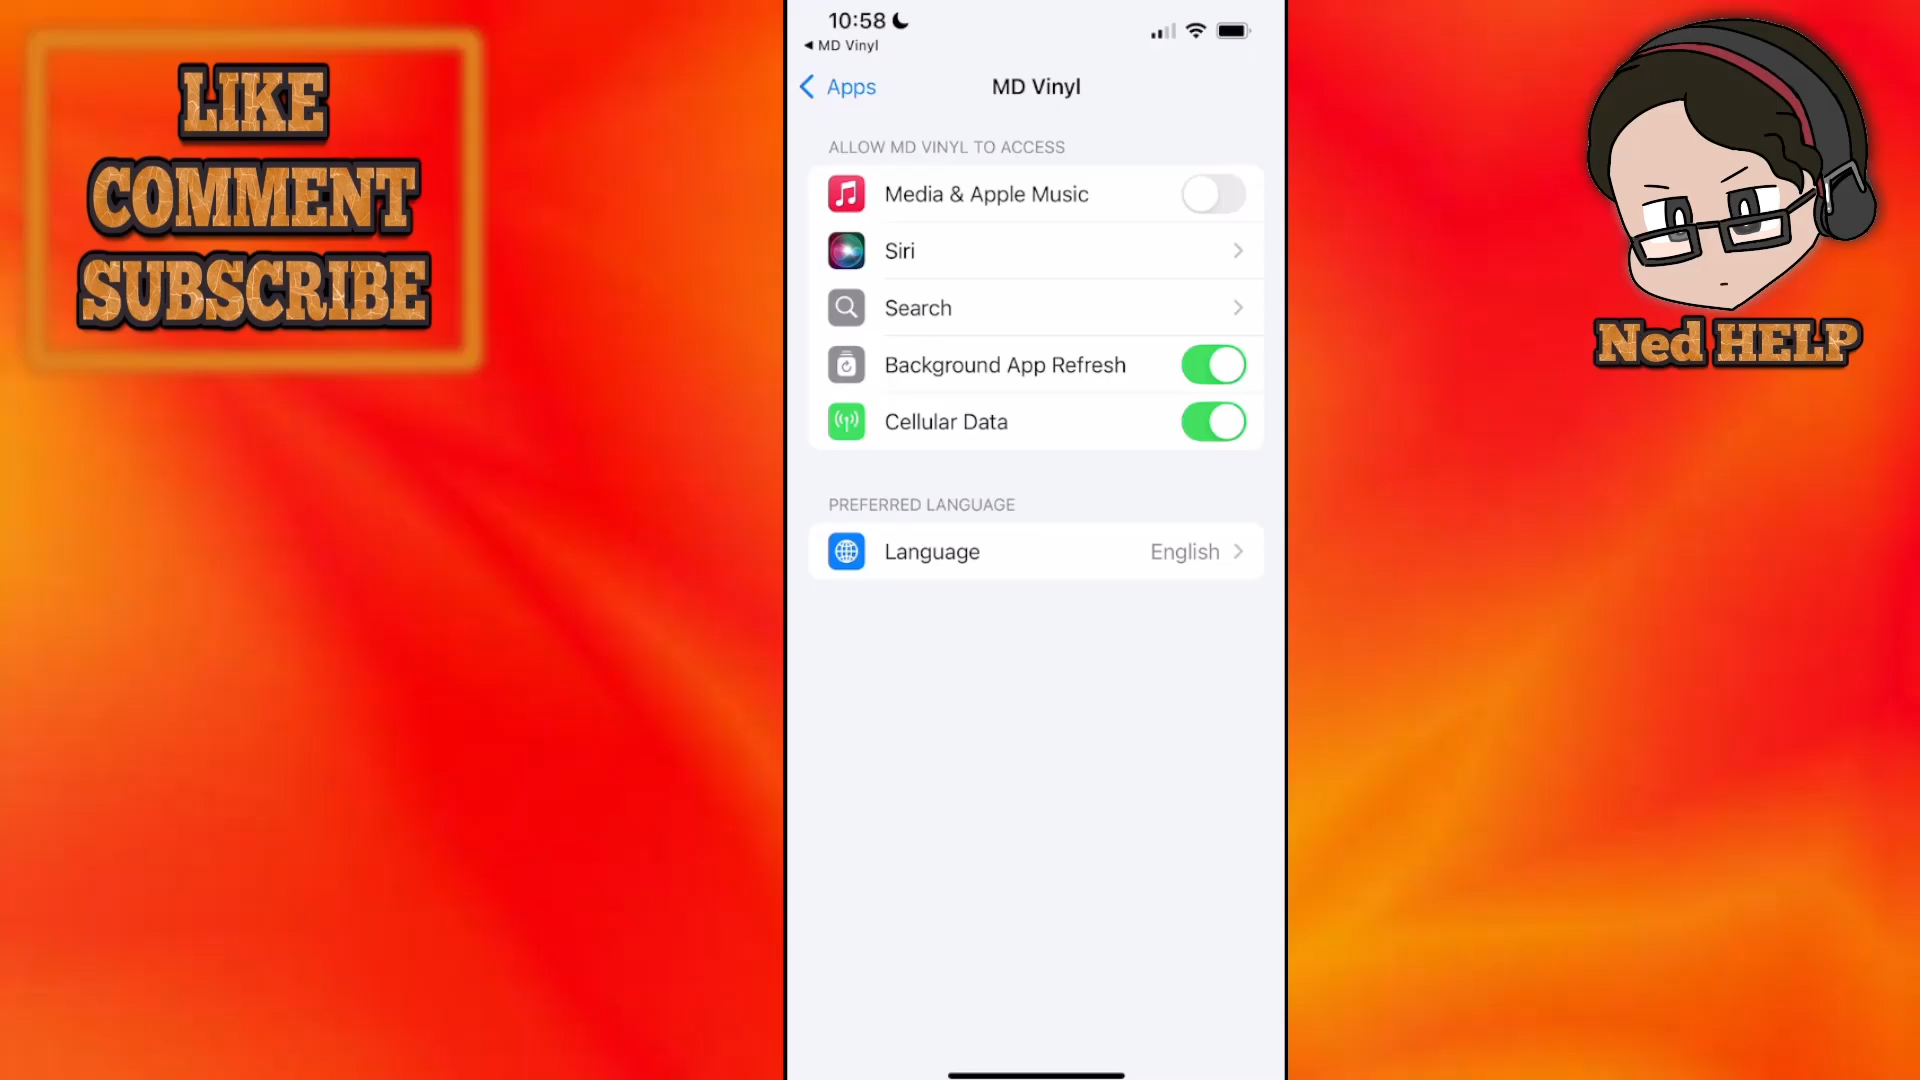 LIKE
COMMENT
SUBSCRIBE
10:58
◄ MD Vinyl
Apps
MD Vinyl
ALLOW MD VINYL TO ACCESS
Media & Apple Music
Siri
Search
Background App Refresh
Cellular Data
PREFERRED LANGUAGE
Language English
Ned HELP